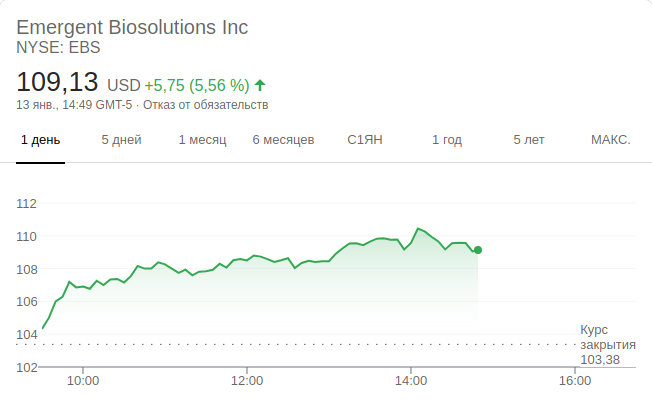 Emergent Biosolutions Inc
NYSE: EBS
109,13 USD +5,75 (5,56 %)
13 янв., 14:49 GMT-5 · Отказ от обязательств
1 день 5 дней 1 месяц 6 месяцев С1ЯН 1 год 5 лет МАКС.
112
110
108
106
104
102
Курс
закрытия
103,38
10:00 12:00 14:00 16:00